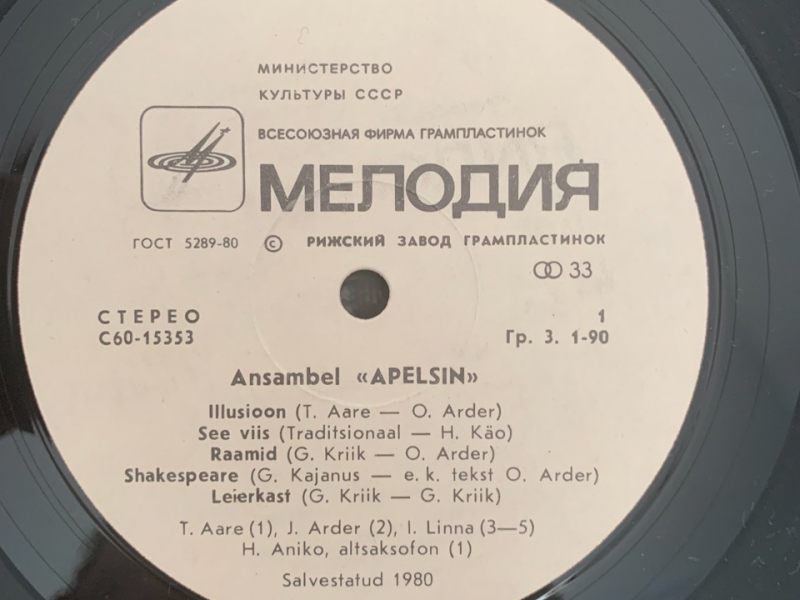 МИНИСТЕРСТВО
КУЛЬТУРЫ СССР
ВСЕСОЮЗНАЯ ФИРМА ГРАМПЛАСТИНОК
МЕЛОДИЯ
ГОСТ 5289-80 © РИЖСКИЙ ЗАВОД ГРАМПЛАСТИНОК
33
СТЕРЕО 1
С60-15353 Гр. 3. 1-90
Ansambel «APELSIN»
Illusioon (T. Aare — O. Arder)
See viis (Traditsionaal — H. Käo)
Raamid (G. Kriik — O. Arder)
Shakespeare (G. Kajanus — e. k. tekst O. Arder)
Leierkast (G. Kriik — G. Kriik)
T. Aare (1), J. Arder (2), I. Linna (3—5)
H. Aniko, altsaksofon (1)
Salvestatud 1980